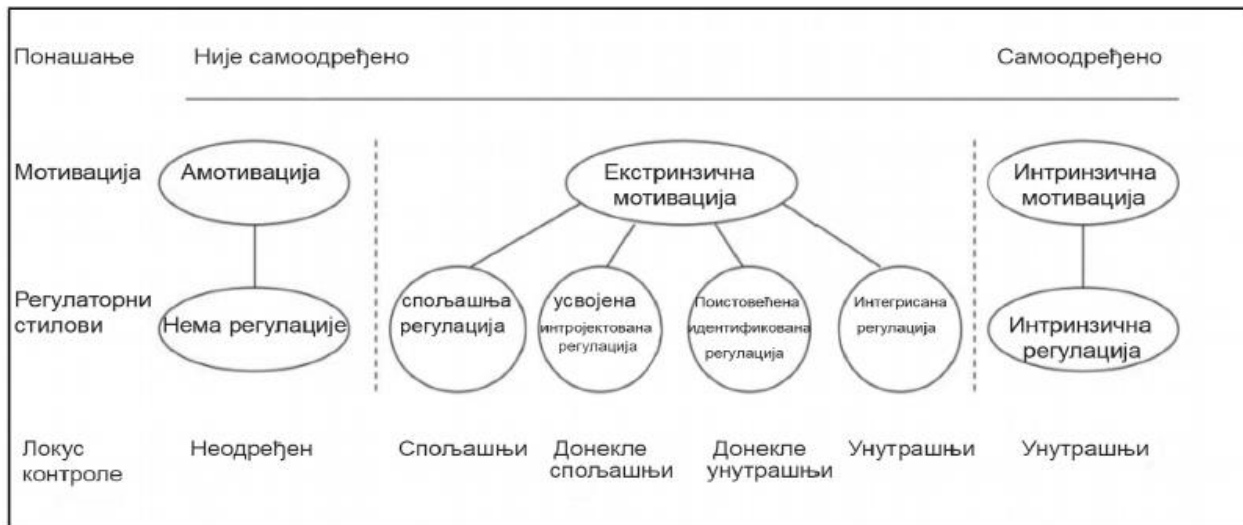 Понашање Није самоодређено Самоодређено
Мотивација Амотивација Екстринзична мотивација Интринзична мотивација
Регулаторни стилови
Нема регулације
спољашња
регулација
усвојена
интројектована
регулација
Поистовећена
идентификована
регулација
Интегрисана
регулација
Интринзична
регулација
Локус
контроле
Неодређен
Спољашњи
Донекле
спољашњи
Донекле
унутрашњи
Унутрашњи
Унутрашњи